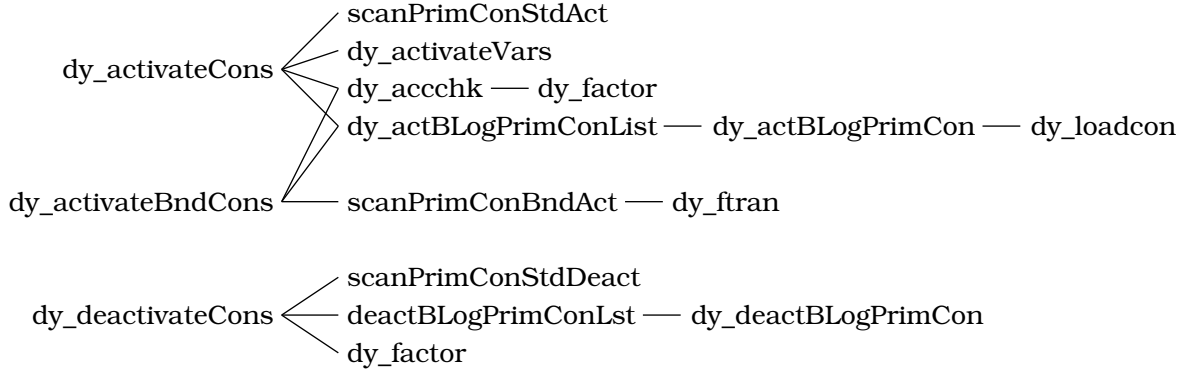 scanPrimConStdAct
dy_activateVars
dy_activateCons
dy_accchk dy_factor
dy_actBLogPrimConList dy_actBLogPrimCon dy_loadcon
dy_activateBndCons scanPrimConBndAct dy_ftran
scanPrimConStdDeact
dy_deactivateCons deactBLogPrimConLst dy_deactBLogPrimCon
dy_factor